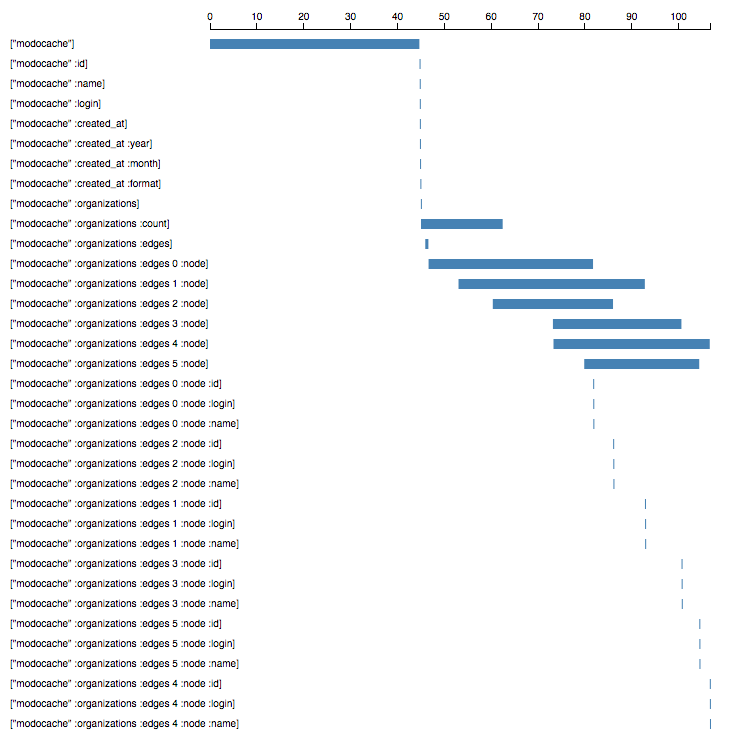 0 10 20 30 40 50 60 70 80 90 100
["modocache"]
["modocache" :id]
["modocache" :name]
["modocache" :login]
["modocache" :created_at]
["modocache" :created_at :year]
["modocache" :created_at :month]
["modocache" :created_at :format]
["modocache" :organizations]
["modocache" :organizations :count]
["modocache" :organizations :edges]
["modocache" :organizations :edges 0 :node]
["modocache" :organizations :edges 1 :node]
["modocache" :organizations :edges 2 :node]
["modocache" :organizations :edges 3 :node]
["modocache" :organizations :edges 4 :node]
["modocache" :organizations :edges 5 :node]
["modocache" :organizations :edges 0 :node :id]
["modocache" :organizations :edges 0 :node :login]
["modocache" :organizations :edges 0 :node :name]
["modocache" :organizations :edges 2 :node :id]
["modocache" :organizations :edges 2 :node :login]
["modocache" :organizations :edges 2 :node :name]
["modocache" :organizations :edges 1 :node :id]
["modocache" :organizations :edges 1 :node :login]
["modocache" :organizations :edges 1 :node :name]
["modocache" :organizations :edges 3 :node :id]
["modocache" :organizations :edges 3 :node :login]
["modocache" :organizations :edges 3 :node :name]
["modocache" :organizations :edges 5 :node :id]
["modocache" :organizations :edges 5 :node :login]
["modocache" :organizations :edges 5 :node :name]
["modocache" :organizations :edges 4 :node :id]
["modocache" :organizations :edges 4 :node :login]
["modocache" :organizations :edges 4 :node :name]